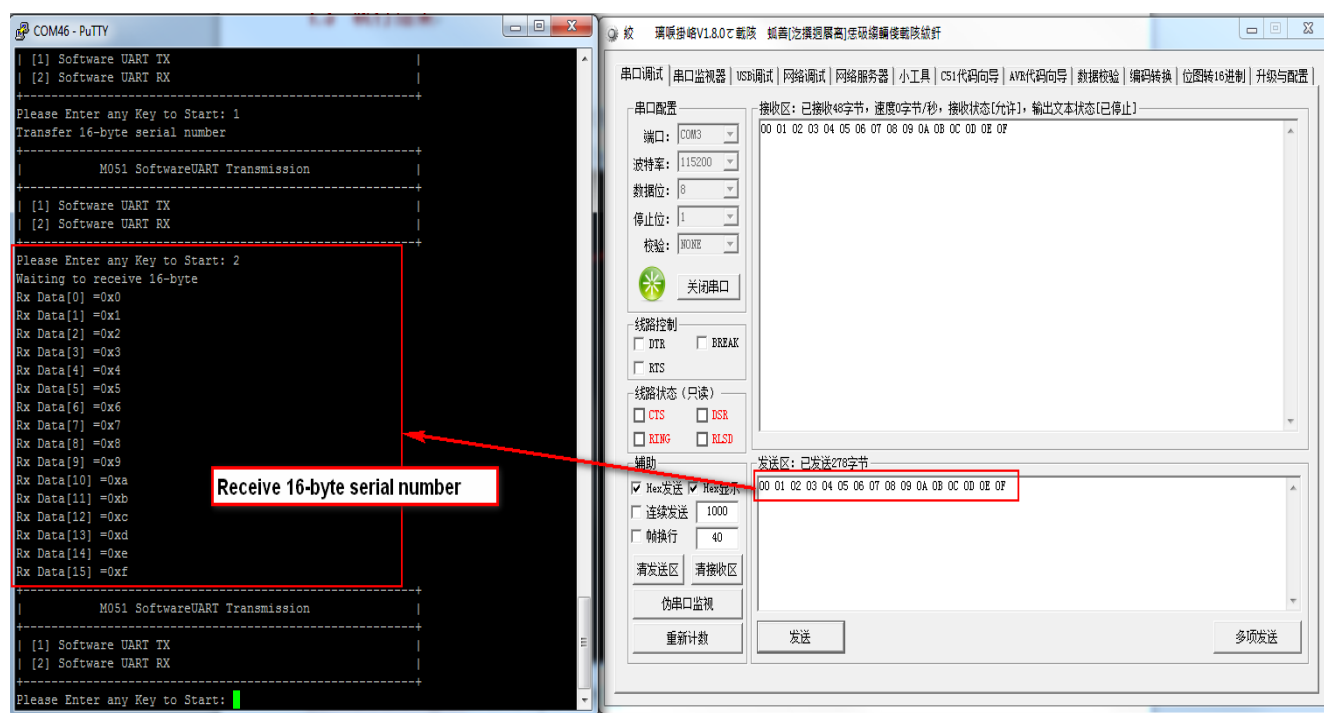 COM46 - PuTTY
| [1] Software UART TX |
| [2] Software UART RX |
+------------------------------------------------------+
Please Enter any Key to Start: 1
Transfer 16-byte serial number
+------------------------------------------------------+
| M051 SoftwareUART Transmission |
+------------------------------------------------------+
| [1] Software UART TX |
| [2] Software UART RX |
+------------------------------------------------------+
Please Enter any Key to Start: 2
Waiting to receive 16-byte
Rx Data[0] =0x0
Rx Data[1] =0x1
Rx Data[2] =0x2
Rx Data[3] =0x3
Rx Data[4] =0x4
Rx Data[5] =0x5
Rx Data[6] =0x6
Rx Data[7] =0x7
Rx Data[8] =0x8
Rx Data[9] =0x9
Rx Data[10] =0xa
Rx Data[11] =0xb
Rx Data[12] =0xc
Rx Data[13] =0xd
Rx Data[14] =0xe
Rx Data[15] =0xf
+------------------------------------------------------+
| M051 SoftwareUART Transmission |
+------------------------------------------------------+
| [1] Software UART TX |
| [2] Software UART RX |
+------------------------------------------------------+
Please Enter any Key to Start:
Receive 16-byte serial number
V1.8.0
串口调试 串口监视器 USB调试 网络调试 网络服务器 小工具 C51代码向导 AVR代码向导 数据校验 编码转换 位图转16进制 升级与配置
串口配置
端口: COM3
波特率: 115200
数据位: 8
停止位: 1
校验: NONE
关闭串口
线路控制
DTR BREAK
RTS
线路状态(只读)
CTS DSR
RING RLSD
辅助
Hex发送 Hex显示
连续发送 1000
帧换行 40
清发送区 清接收区
伪串口监视
重新计数
接收区: 已接收48字节, 速度0字节/秒, 接收状态[允许], 输出文本状态[已停止]
00 01 02 03 04 05 06 07 08 09 0A 0B 0C 0D 0E 0F
发送区: 已发送278字节
00 01 02 03 04 05 06 07 08 09 0A 0B 0C 0D 0E 0F
发送 多项发送